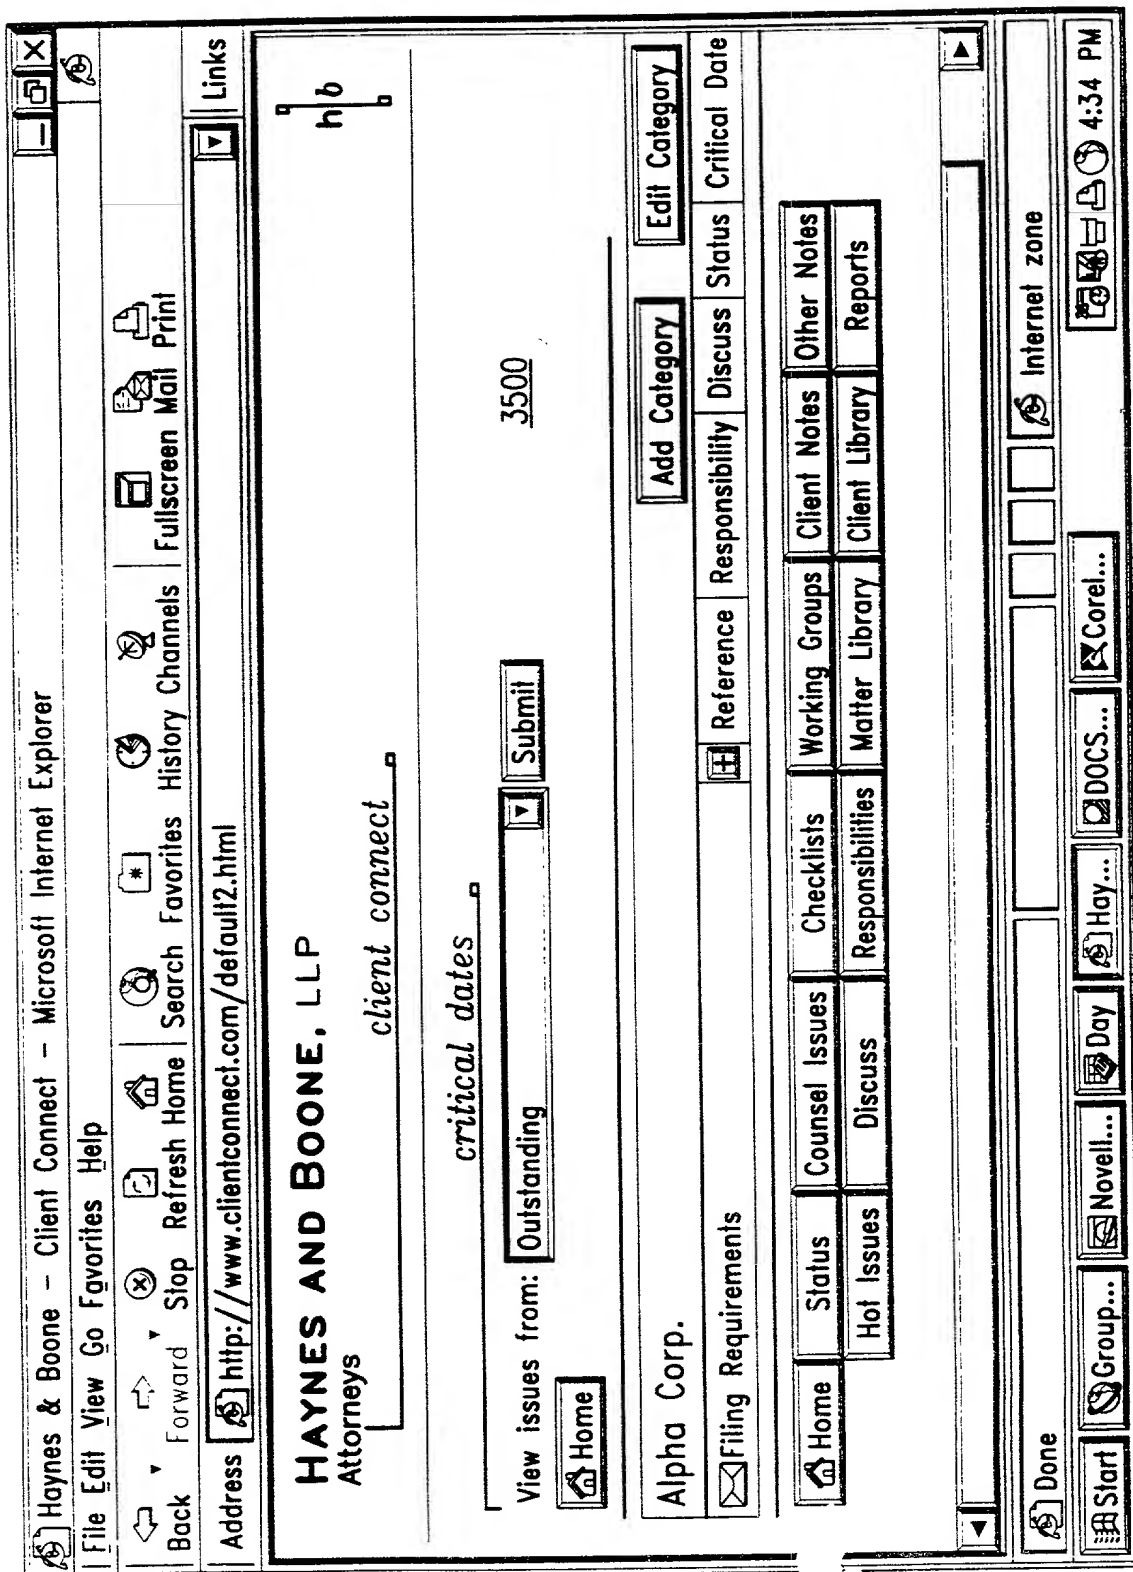 Haynes & Boone – Client Connect – Microsoft Internet Explorer
File Edit View Go Favorites Help
Back Forward Stop Refresh Home Search Favorites History Channels Fullscreen Mail Print
Address http://www.clientconnect.com/default2.html Links
HAYNES AND BOONE, LLP
Attorneys
client connect
h b
critical dates
View issues from: Outstanding Submit
3500
Home
Alpha Corp. Add Category Edit Category
Filing Requirements + Reference Responsibility Discuss Status Critical Date
Home Status Counsel Issues Checklists Working Groups Client Notes Other Notes
Hot Issues Discuss Responsibilities Matter Library Client Library Reports
Done Internet zone
Start Group... Novell... Day Hay... DOCS... Corel... 4:34 PM